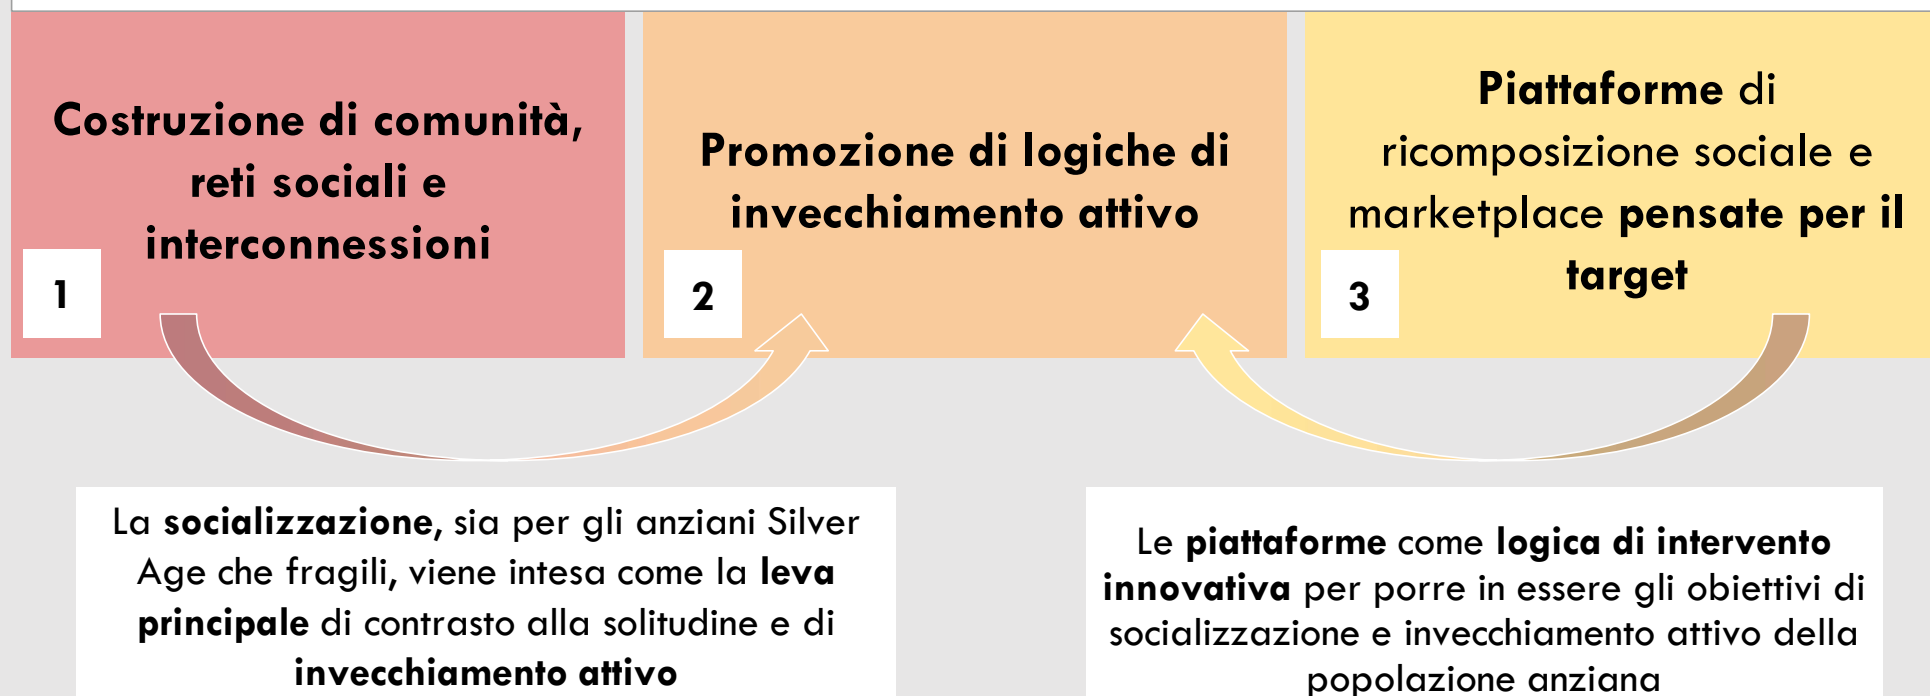 Costruzione di comunità,
reti sociali e
interconnessioni
1
Promozione di logiche di
invecchiamento attivo
2
Piattaforme di
ricomposizione sociale e
marketplace pensate per il
target
3
La socializzazione, sia per gli anziani Silver
Age che fragili, viene intesa come la leva
principale di contrasto alla solitudine e di
invecchiamento attivo
Le piattaforme come logica di intervento
innovativa per porre in essere gli obiettivi di
socializzazione e invecchiamento attivo della
popolazione anziana